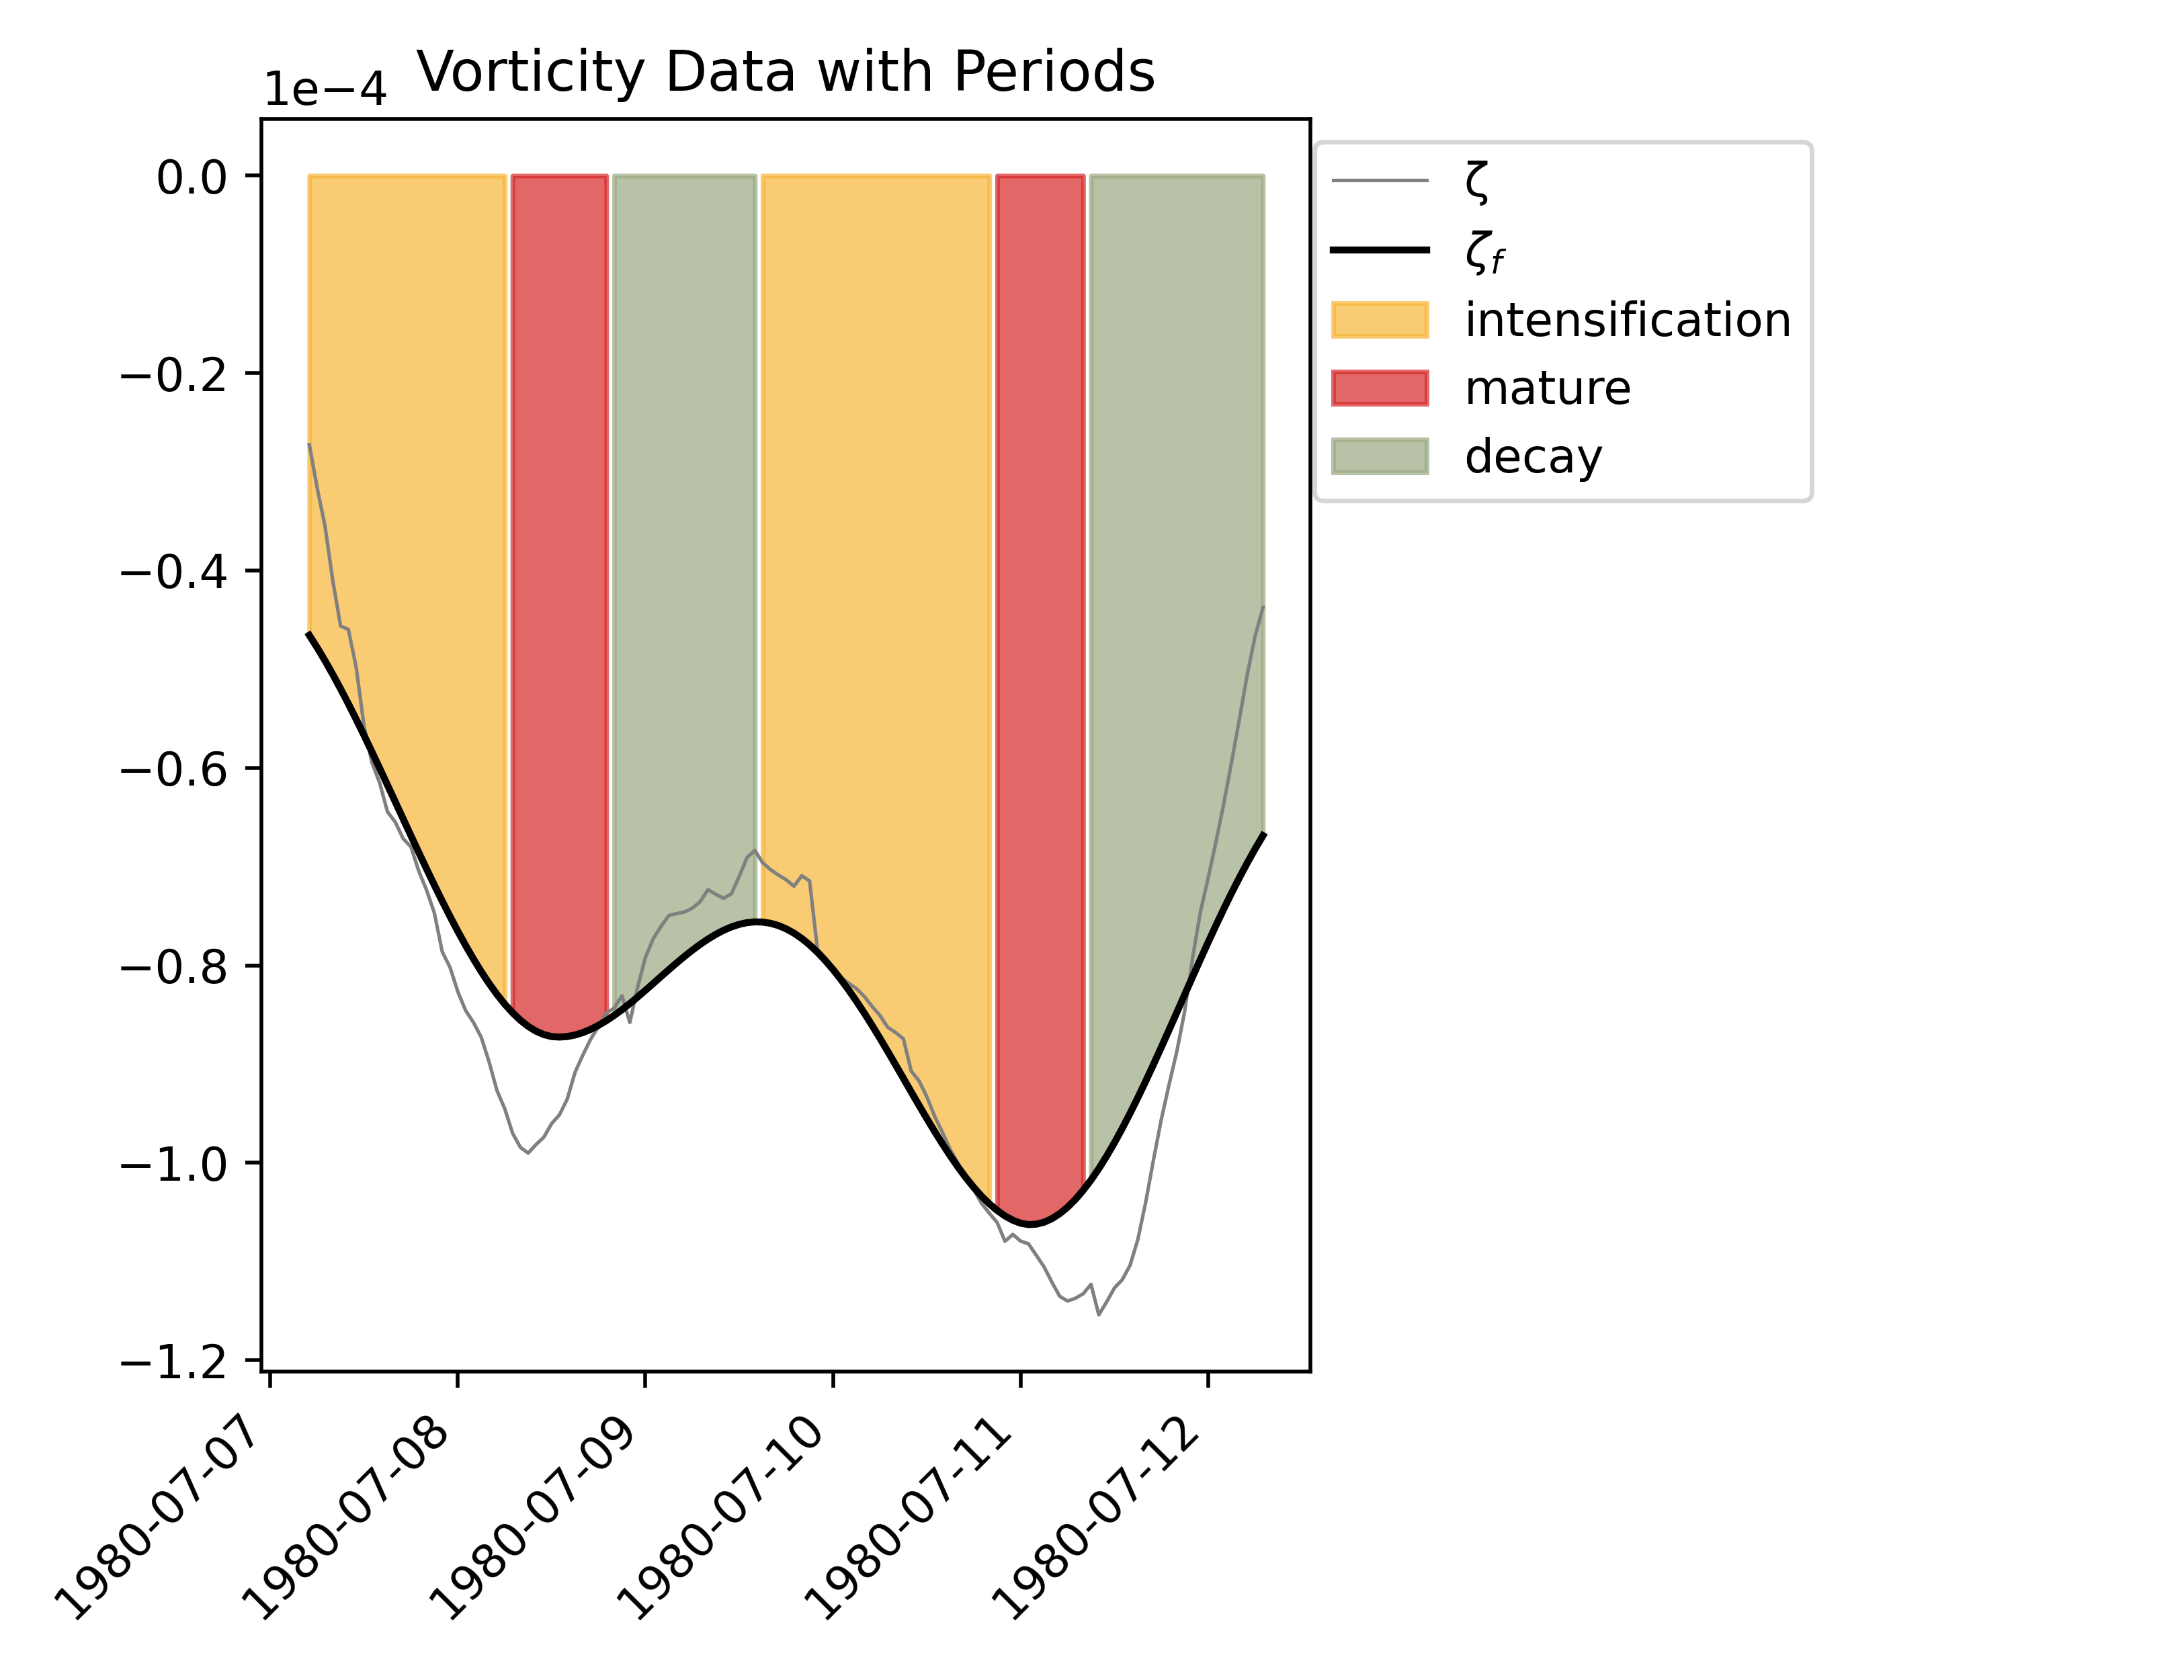 Vorticity Data with Periods
1e−4
0.0
−0.2
−0.4
−0.6
−0.8
−1.0
−1.2
1980-07-07
1980-07-08
1980-07-09
1980-07-10
1980-07-11
1980-07-12
ζ
ζf
intensification
mature
decay